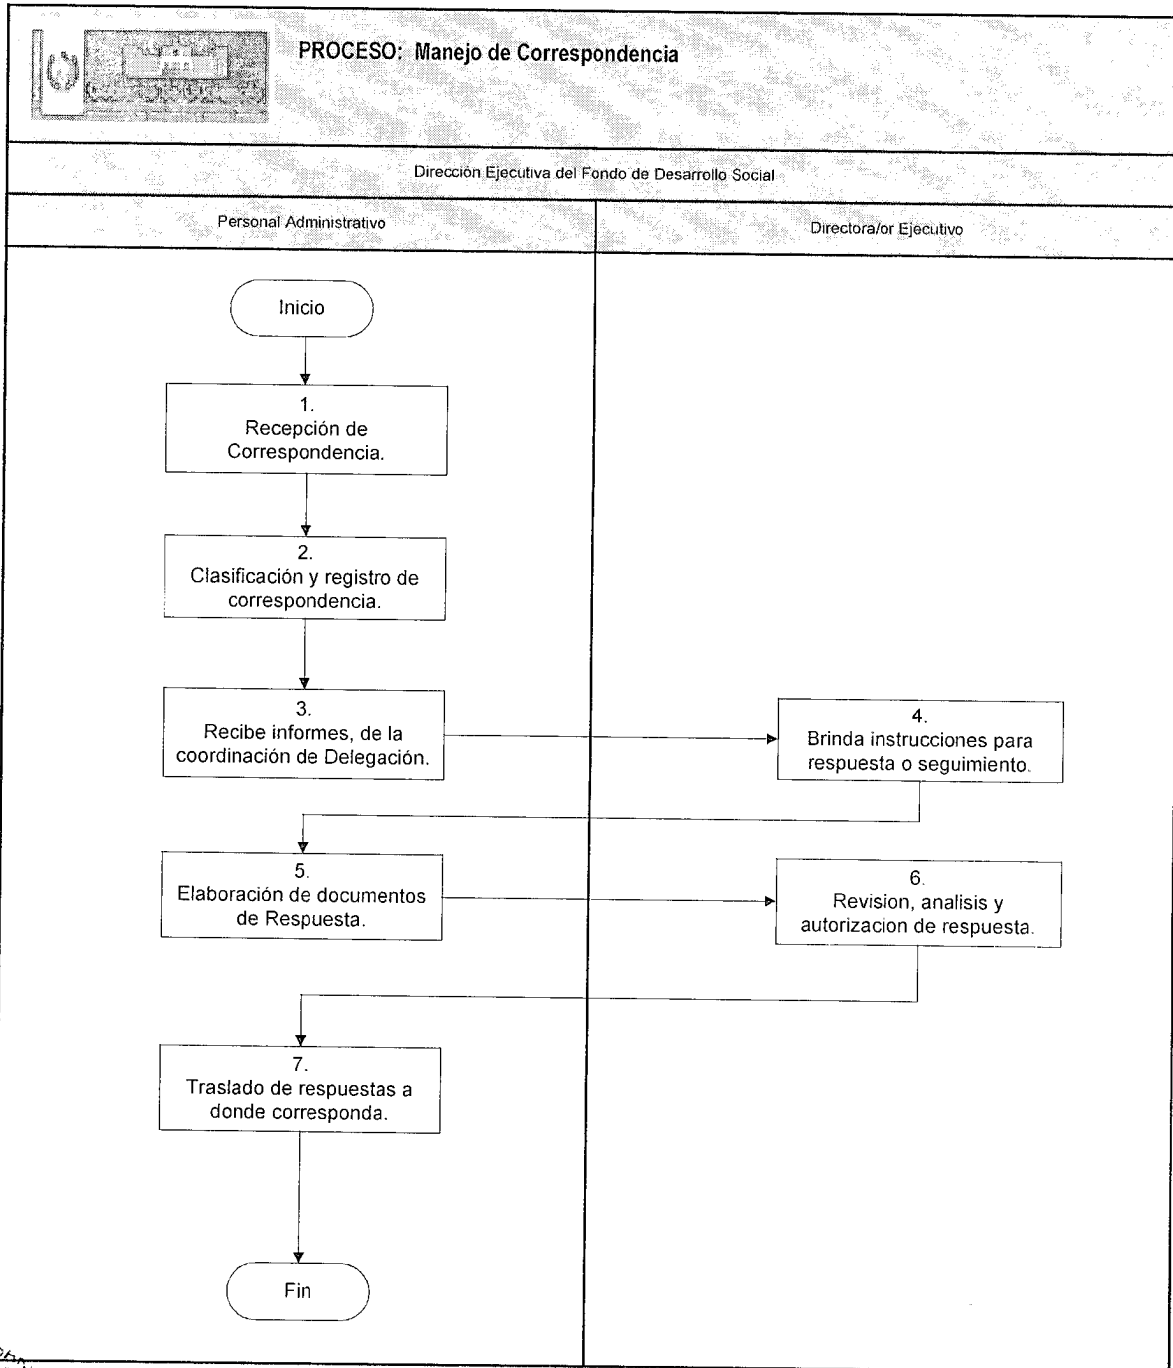 PROCESO: Manejo de Correspondencia
Dirección Ejecutiva del Fondo de Desarrollo Social
Personal Administrativo
Directora/or Ejecutivo
Inicio
1.
Recepción de
Correspondencia.
2.
Clasificación y registro de
correspondencia.
3.
Recibe informes, de la
coordinación de Delegación.
4.
Brinda instrucciones para
respuesta o seguimiento.
5.
Elaboración de documentos
de Respuesta.
6.
Revision, analisis y
autorizacion de respuesta.
7.
Traslado de respuestas a
donde corresponda.
Fin